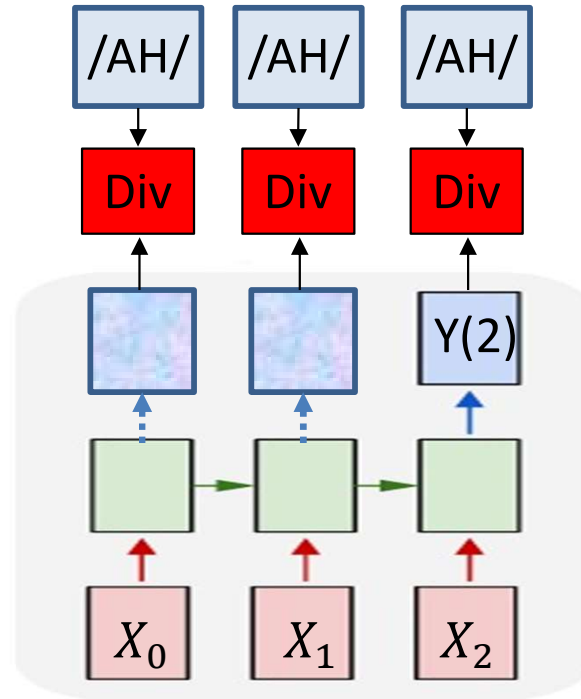 /AH/ /AH/ /AH/
Div Div Div
Y(2)
X₀ X₁ X₂